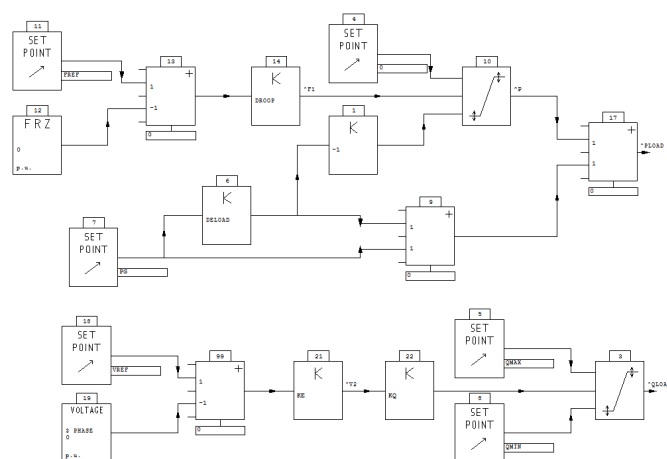 11
SET
POINT
FREF
12
FRZ
0
p.u.
13
+
1
-1
0
14
K
DROOP
^F1
4
SET
POINT
0
1
K
-1
10
^P
17
+
1
1
0
^PLOAD
6
K
DELOAD
7
SET
POINT
PG
9
+
1
1
0
18
SET
POINT
VREF
19
VOLTAGE
3 PHASE
0
p.u.
99
+
1
-1
0
21
K
KE
^V2
22
K
KQ
5
SET
POINT
QMAX
8
SET
POINT
QMIN
3
^QLOA